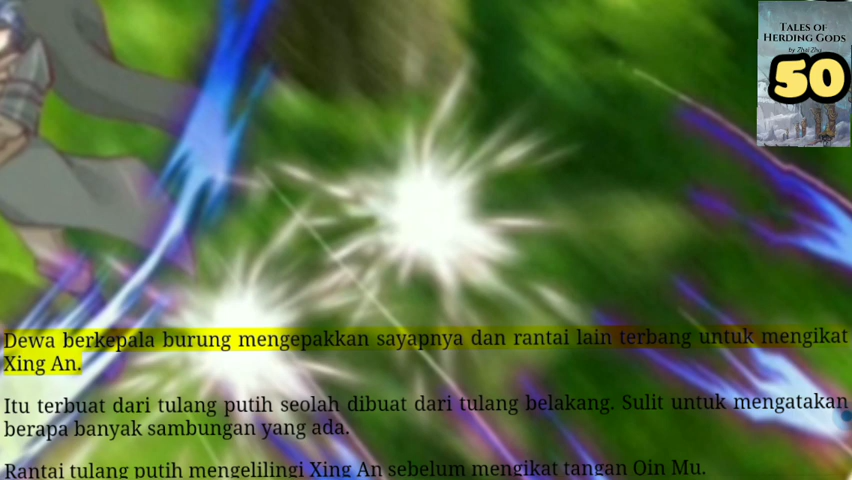 TALES OF
HERDING GODS
by Zhai Zhu
50
Dewa berkepala burung mengepakkan sayapnya dan rantai lain terbang untuk mengikat
Xing An.
Itu terbuat dari tulang putih seolah dibuat dari tulang belakang. Sulit untuk mengatakan
berapa banyak sambungan yang ada.
Rantai tulang putih mengelilingi Xing An sebelum mengikat tangan Qin Mu.